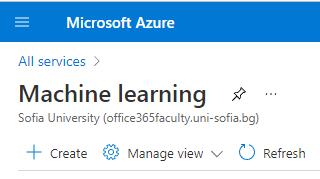 Microsoft Azure
All services
Machine learning
Sofia University (office365faculty.uni-sofia.bg)
Create Manage view Refresh